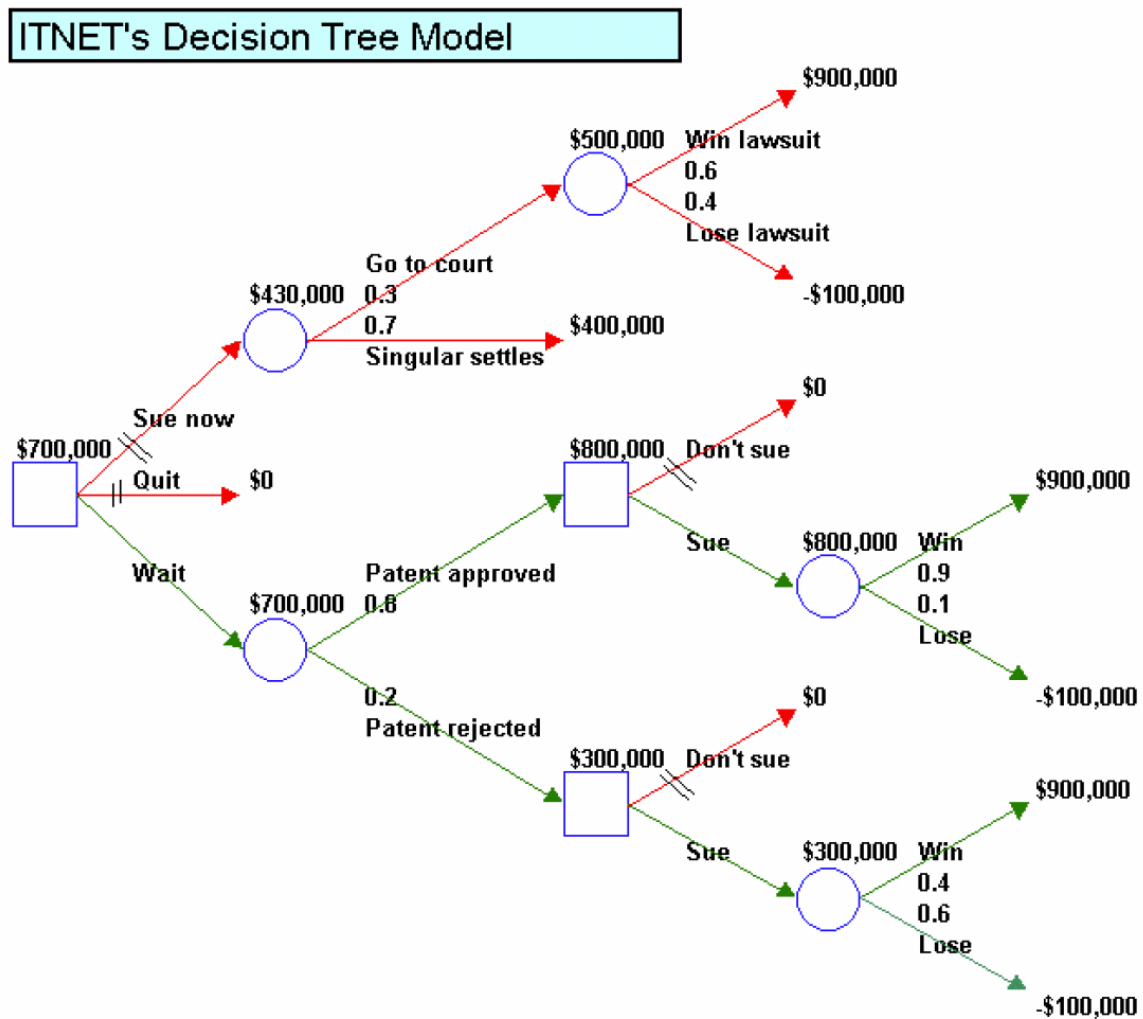 ITNET's Decision Tree Model
$900,000
$500,000
Win lawsuit
0.6
0.4
Lose lawsuit
-$100,000
Go to court
0.3
$430,000
0.7
$400,000
Singular settles
Sue now
$700,000
Quit
$0
Wait
$700,000
Patent approved
0.8
$0
$800,000
Don't sue
Sue
$800,000
$900,000
Win
0.9
0.1
Lose
-$100,000
0.2
Patent rejected
$0
$300,000
Don't sue
Sue
$300,000
$900,000
Win
0.4
0.6
Lose
-$100,000